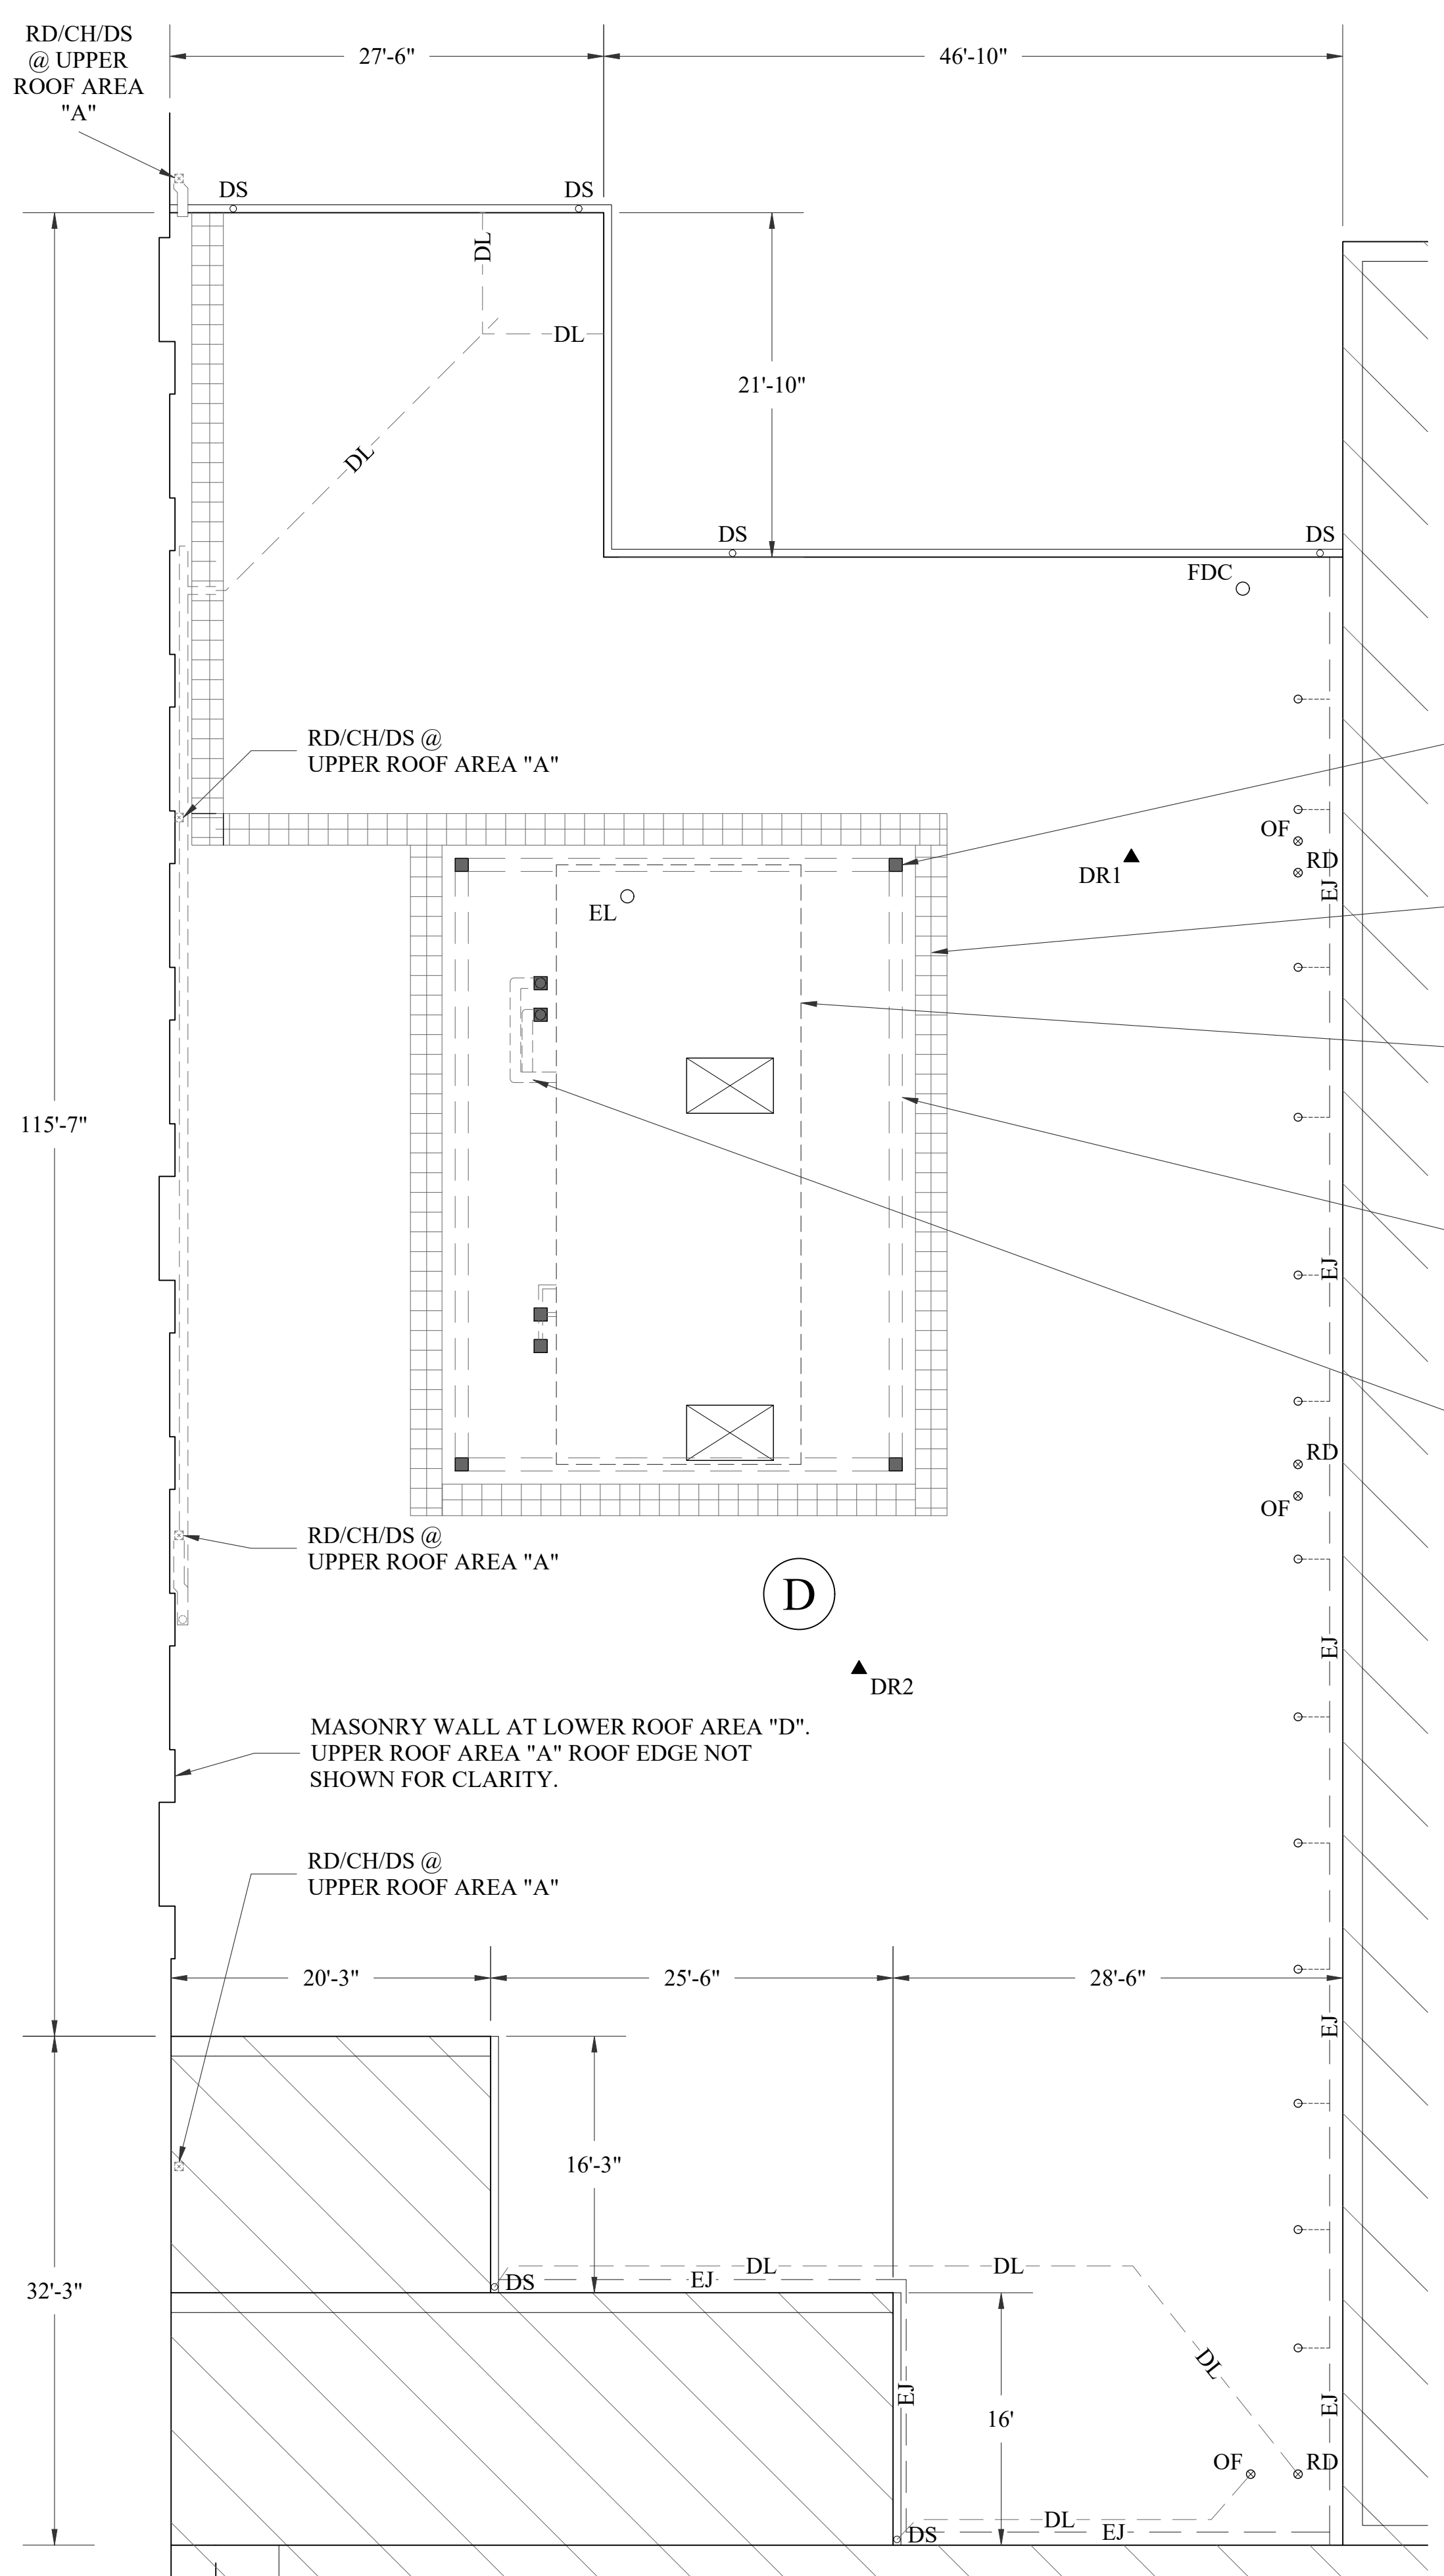 RD/CH/DS
@ UPPER
ROOF AREA
"A"
27'-6"
46'-10"
DS
DS
DL
DL
21'-10"
DL
DS
DS
FDC
RD/CH/DS @
UPPER ROOF AREA "A"
OF
RD
DR1
EJ
EL
115'-7"
EJ
RD
OF
RD/CH/DS @
UPPER ROOF AREA "A"
D
EJ
DR2
MASONRY WALL AT LOWER ROOF AREA "D".
UPPER ROOF AREA "A" ROOF EDGE NOT
SHOWN FOR CLARITY.
RD/CH/DS @
UPPER ROOF AREA "A"
20'-3"
25'-6"
28'-6"
EJ
16'-3"
DL
DL
DS
EJ
32'-3"
DL
EJ
EJ
16'
OF
RD
DL
DS
EJ